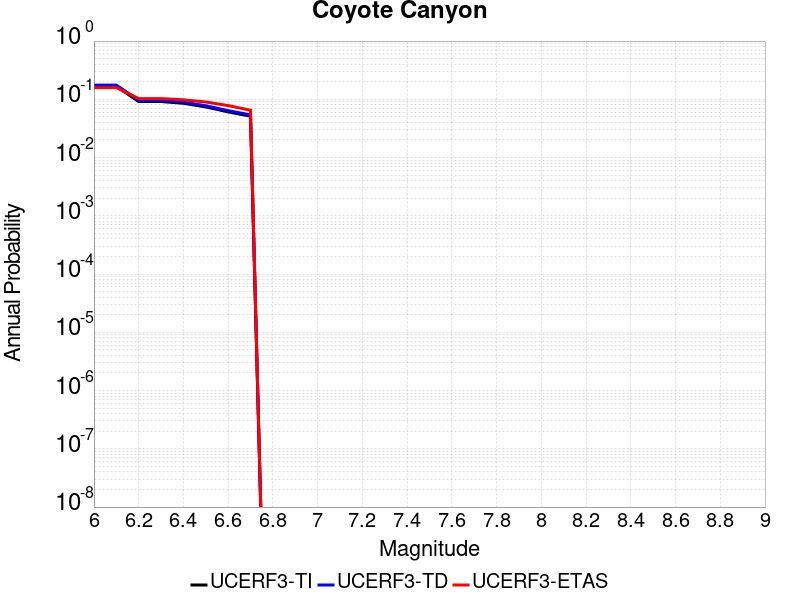 Coyote Canyon
Annual Probability
10^0
10^-1
10^-2
10^-3
10^-4
10^-5
10^-6
10^-7
10^-8
6 6.2 6.4 6.6 6.8 7 7.2 7.4 7.6 7.8 8 8.2 8.4 8.6 8.8 9
Magnitude
UCERF3-TI UCERF3-TD UCERF3-ETAS